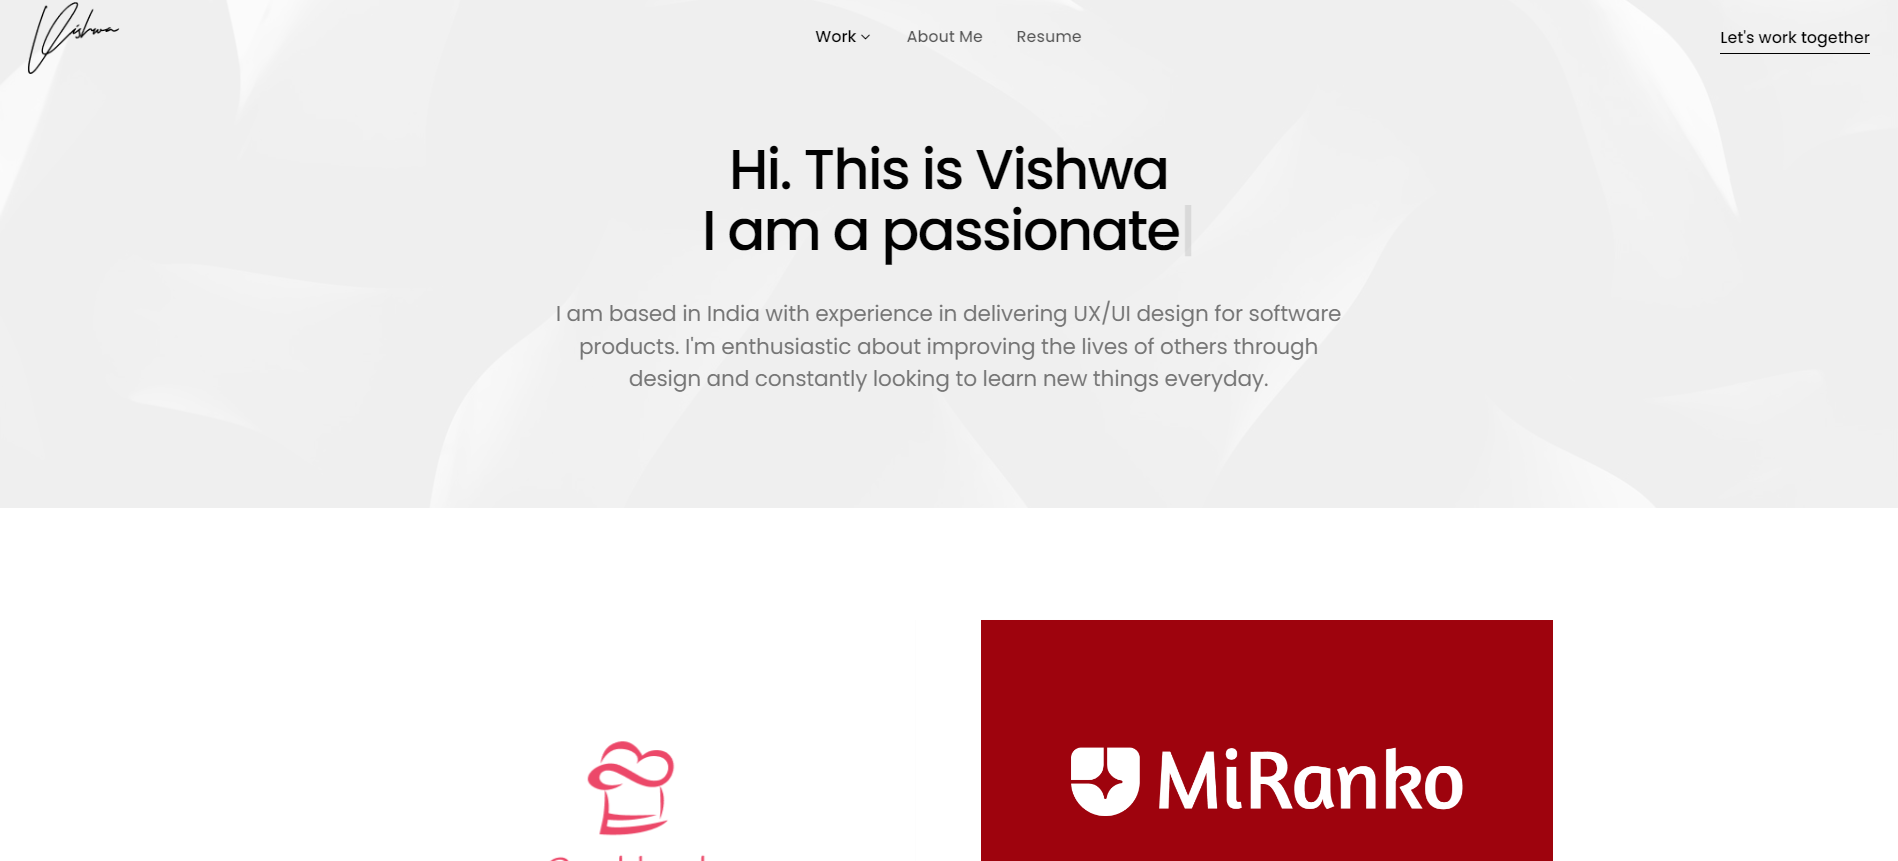 Vishwa
Work
About Me
Resume
Let's work together
Hi. This is Vishwa
I am a passionate
I am based in India with experience in delivering UX/UI design for software
products. I'm enthusiastic about improving the lives of others through
design and constantly looking to learn new things everyday.
MiRanko